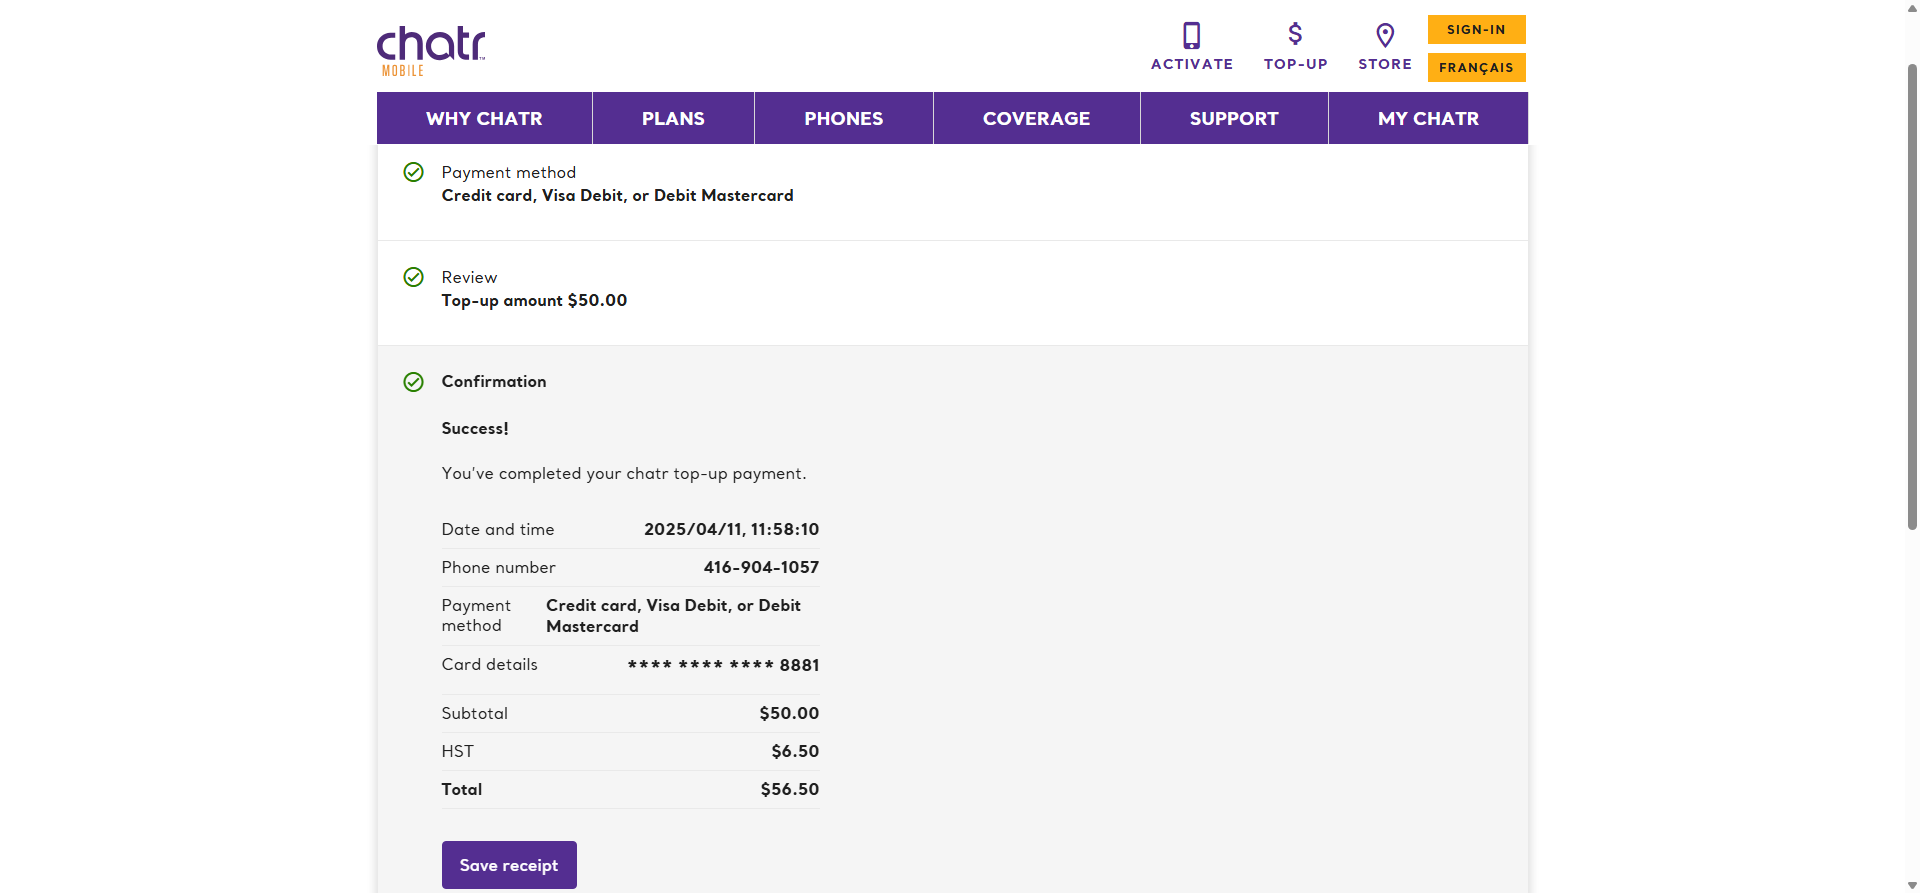 chatr™
MOBILE
ACTIVATE
TOP-UP
STORE
SIGN-IN
FRANÇAIS
WHY CHATR
PLANS
PHONES
COVERAGE
SUPPORT
MY CHATR
Payment method
Credit card, Visa Debit, or Debit Mastercard
Review
Top-up amount $50.00
Confirmation
Success!
You've completed your chatr top-up payment.
Date and time 2025/04/11, 11:58:10
Phone number 416-904-1057
Payment method Credit card, Visa Debit, or Debit Mastercard
Card details **** **** **** 8881
Subtotal $50.00
HST $6.50
Total $56.50
Save receipt